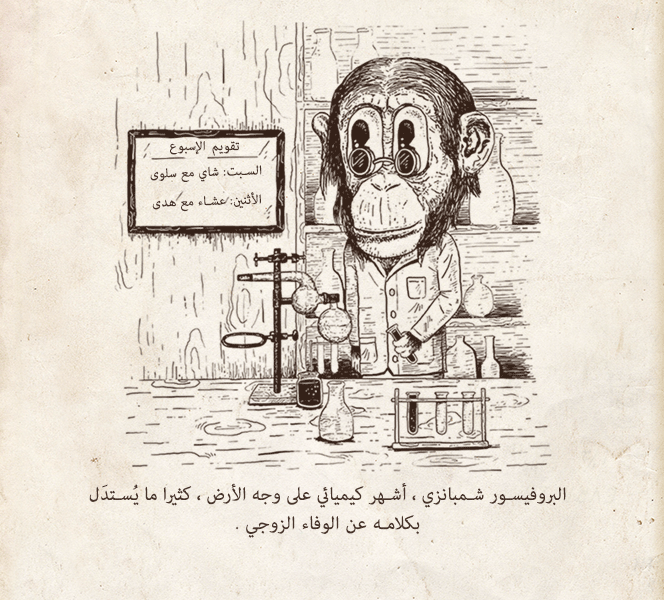 تقويم الإسبوع
السبت: شاي مع سلوى
الأثنين: عشاء مع هدى
البروفيسور شمبانزي ، أشهر كيميائي على وجه الأرض ، كثيرا ما يُستدَل
بكلامه عن الوفاء الزوجي .